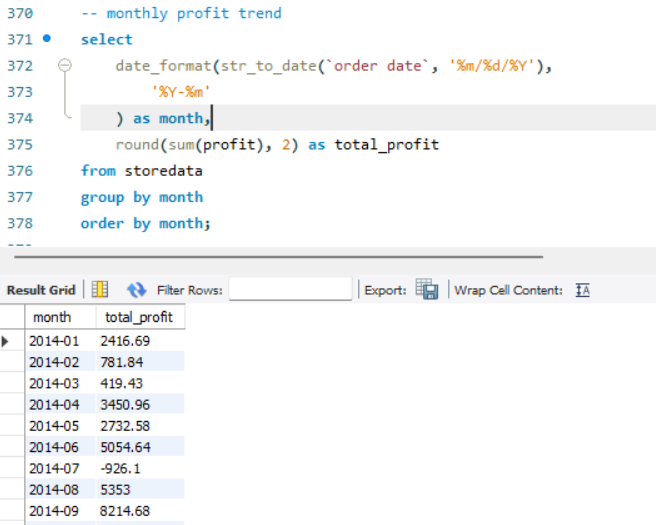 370 -- monthly profit trend
371 select
372 date_format(str_to_date(`order date`, '%m/%d/%Y'),
373 '%Y-%m'
374 ) as month,
375 round(sum(profit), 2) as total_profit
376 from storedata
377 group by month
378 order by month;
Result Grid Filter Rows: Export: Wrap Cell Content: IA
month total_profit
2014-01 2416.69
2014-02 781.84
2014-03 419.43
2014-04 3450.96
2014-05 2732.58
2014-06 5054.64
2014-07 -926.1
2014-08 5353
2014-09 8214.68